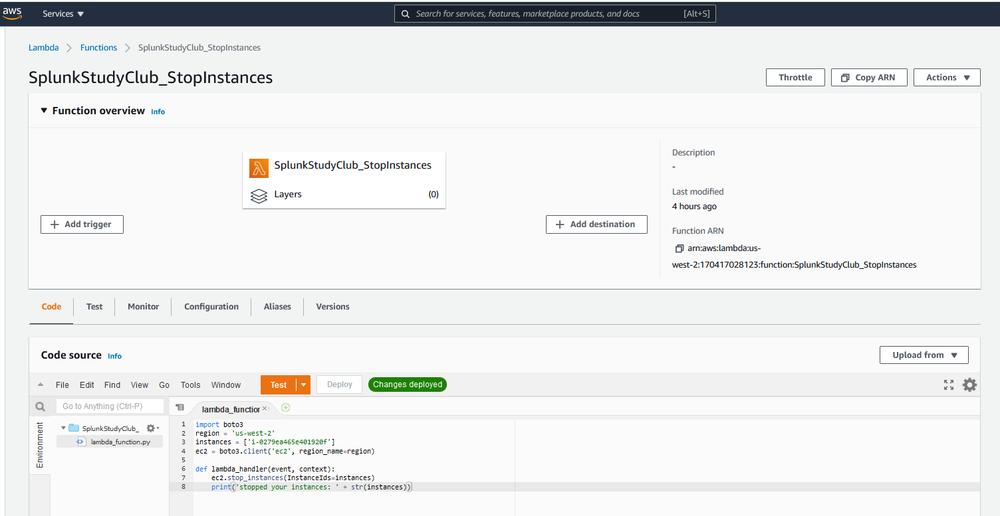 aws Services Search for services, features, marketplace products, and docs [Alt+S]
Lambda Functions SplunkStudyClub_StopInstances
SplunkStudyClub_StopInstances
Throttle Copy ARN Actions
Function overview Info
SplunkStudyClub_StopInstances
Layers (0)
Add trigger
Add destination
Description
-
Last modified
4 hours ago
Function ARN
arn:aws:lambda:us-
west-2:170417028123:function:SplunkStudyClub_StopInstances
Code Test Monitor Configuration Aliases Versions
Code source Info Upload from
File Edit Find View Go Tools Window Test Deploy Changes deployed
Go to Anything (Ctrl-P) lambda_function
Environment
SplunkStudyClub_
lambda_function.py
1 import boto3
2 region = 'us-west-2'
3 instances = ['i-0279ea465e401920f']
4 ec2 = boto3.client('ec2', region_name=region)
5
6 def lambda_handler(event, context):
7 ec2.stop_instances(InstanceIds=instances)
8 print('stopped your instances: ' + str(instances))